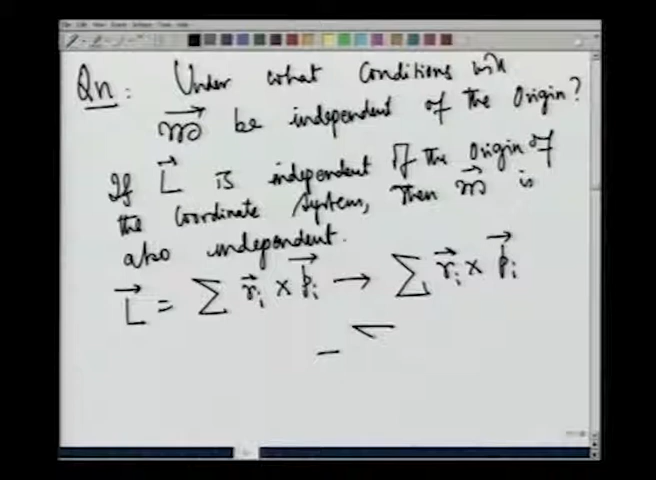 Qn: Under what conditions will
m⃗ be independent of the origin?
If L⃗ is independent of the origin of
the coordinate system, then m⃗ is
also independent.
L⃗ = ∑ r⃗ᵢ × p⃗ᵢ → ∑ r⃗ᵢ × p⃗ᵢ
−